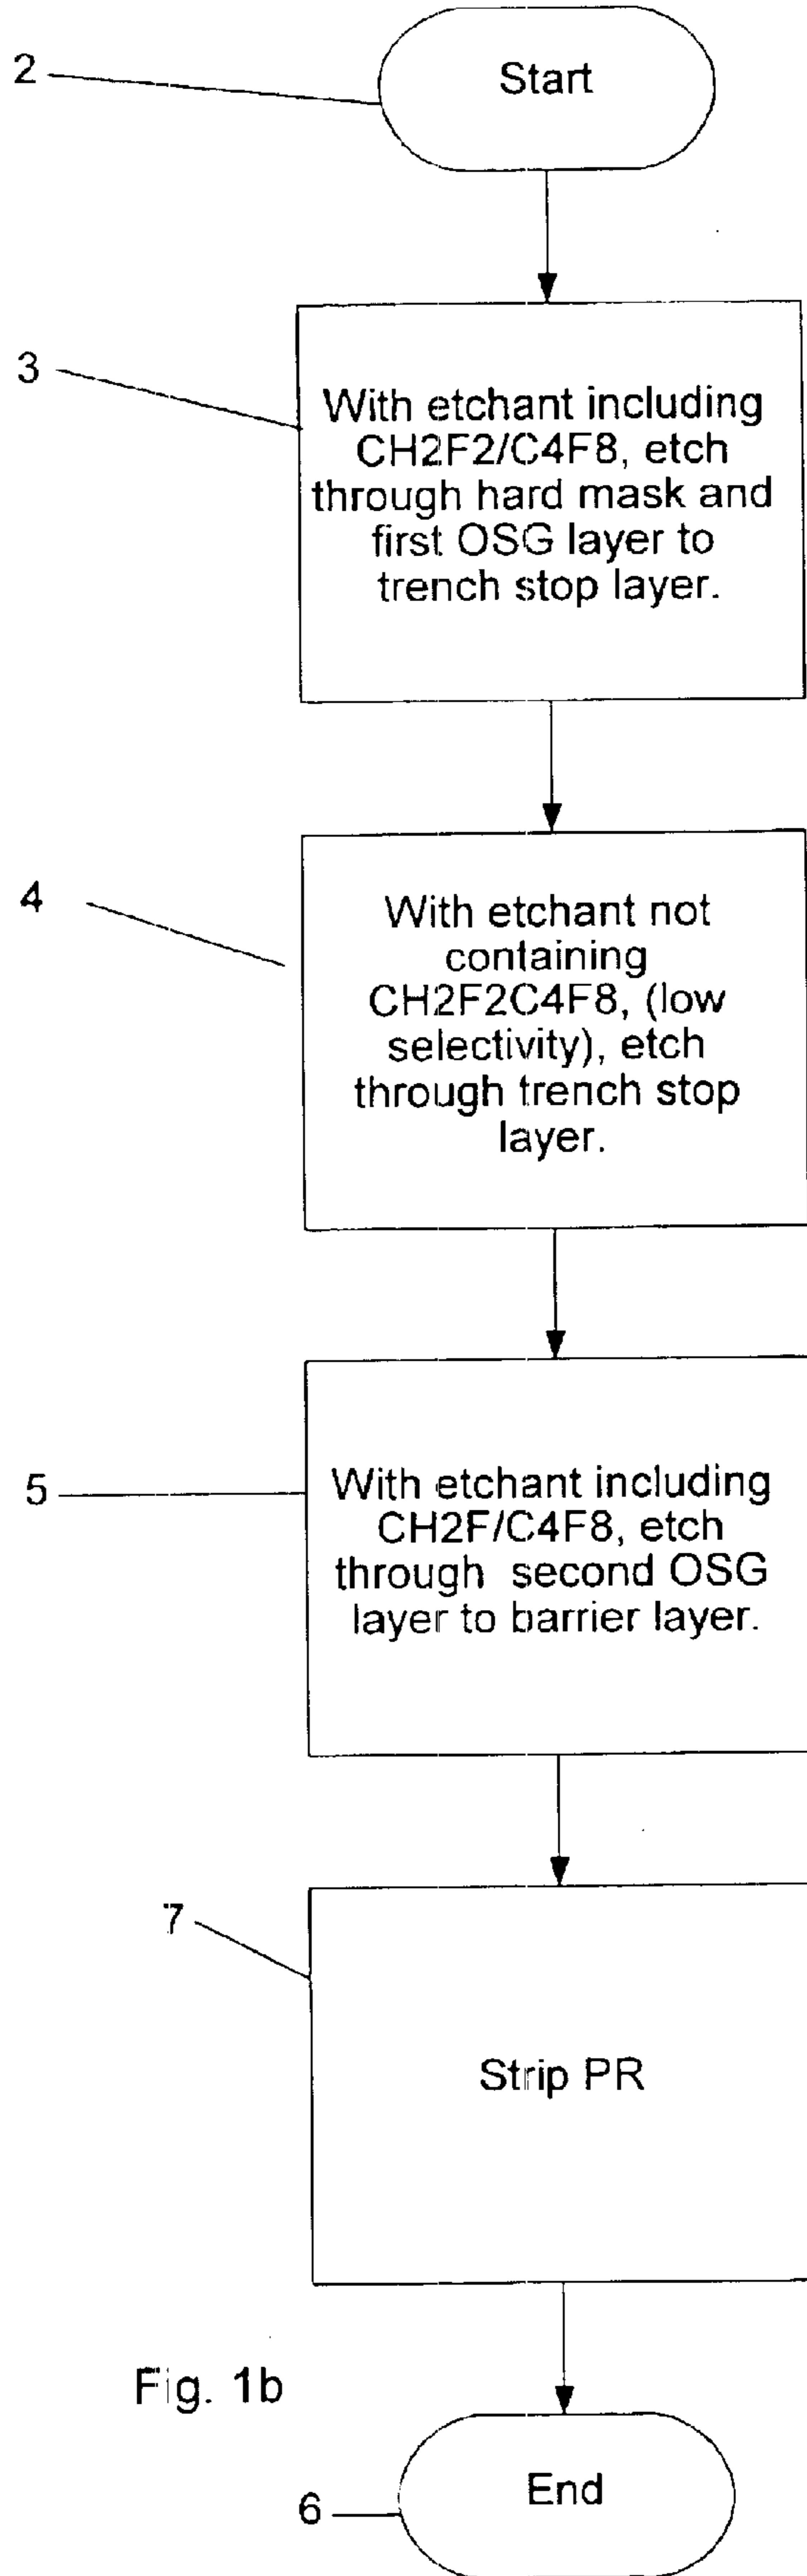 2
Start
3
With etchant including
CH2F2/C4F8, etch
through hard mask and
first OSG layer to
trench stop layer.
4
With etchant not
containing
CH2F2C4F8, (low
selectivity), etch
through trench stop
layer.
5
With etchant including
CH2F/C4F8, etch
through second OSG
layer to barrier layer.
7
Strip PR
Fig. 1b
6
End